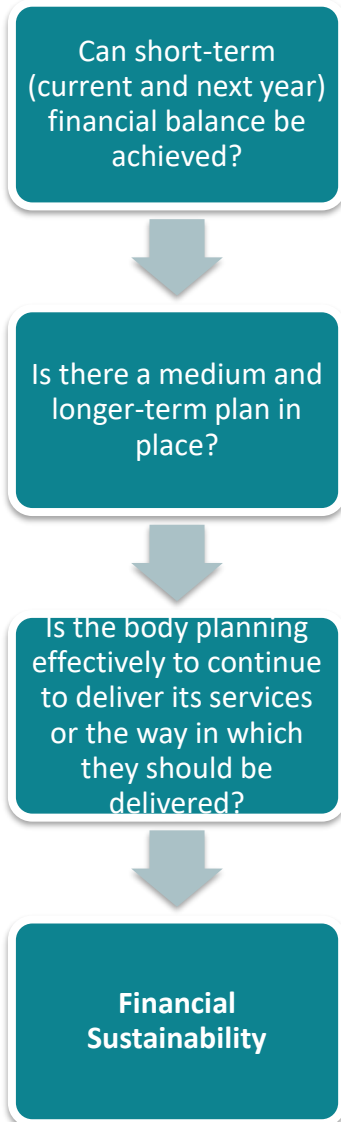 Can short-term
(current and next year)
financial balance be
achieved?
Is there a medium and
longer-term plan in
place?
Is the body planning
effectively to continue
to deliver its services
or the way in which
they should be
delivered?
Financial
Sustainability